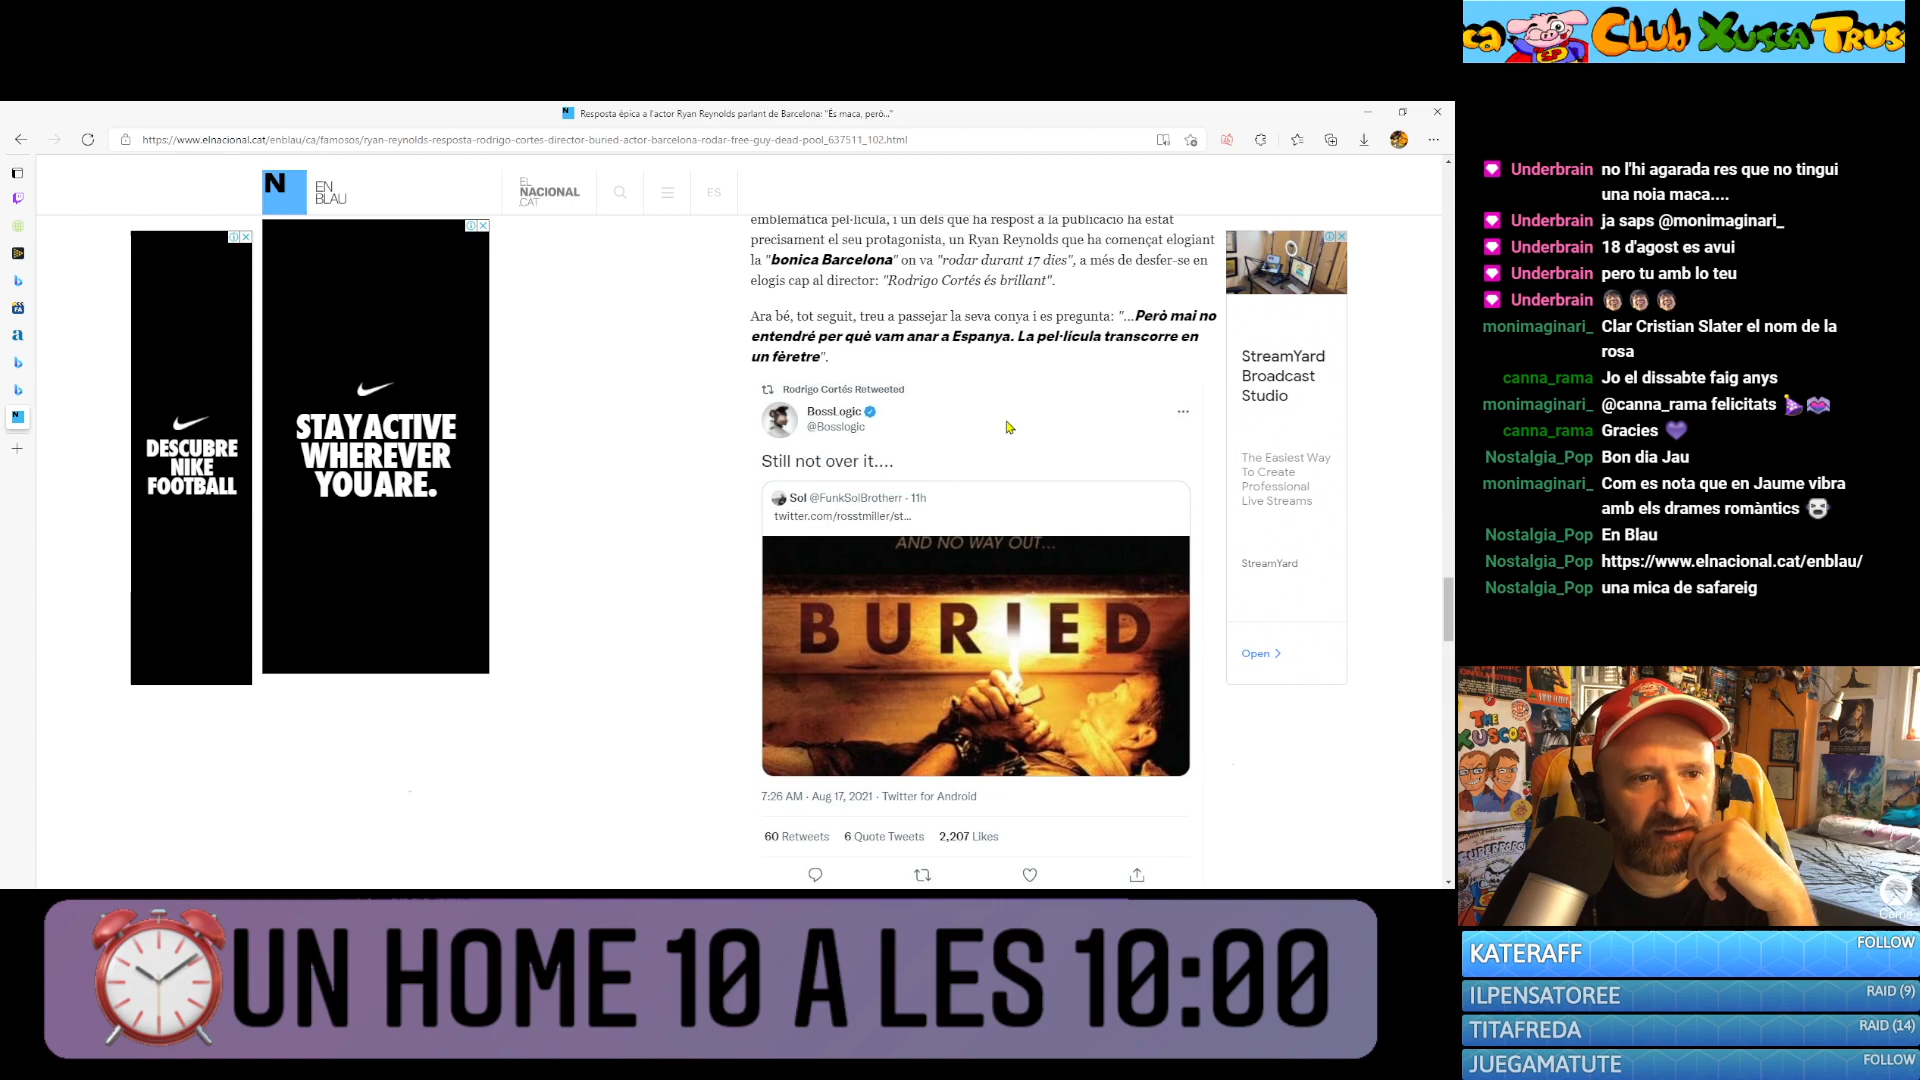 ca CLUB XUSCA TRUS
Resposta èpica a l'actor Ryan Reynolds parlant de Barcelona: "És maca, però..."
https://www.elnacional.cat/enblau/ca/famosos/ryan-reynolds-resposta-rodrigo-cortes-director-buried-actor-barcelona-rodar-free-guy-dead-pool_637511_102.html
N EN
BLAU
EL
NACIONAL
.CAT
ES
emblemàtica pel·lícula, i un dels que ha respost a la publicació ha estat
precisament el seu protagonista, un Ryan Reynolds que ha començat elogiant
la "bonica Barcelona" on va "rodar durant 17 dies", a més de desfer-se en
elogis cap al director: "Rodrigo Cortés és brillant".
Ara bé, tot seguit, treu a passejar la seva conya i es pregunta: "...Però mai no
entendré per què vam anar a Espanya. La pel·lícula transcorre en
un fèretre".
Rodrigo Cortés Retweeted
BossLogic
@Bosslogic
Still not over it....
Sol @FunkSolBrotherr · 11h
twitter.com/rosstmiller/st...
AND NO WAY OUT...
BURIED
7:26 AM · Aug 17, 2021 · Twitter for Android
60 Retweets 6 Quote Tweets 2,207 Likes
DESCUBRE
NIKE
FOOTBALL
STAY ACTIVE
WHEREVER
YOU ARE.
StreamYard
Broadcast
Studio
The Easiest Way
To Create
Professional
Live Streams
StreamYard
Open >
Underbrain no l'hi agarada res que no tingui
una noia maca....
Underbrain ja saps @monimaginari_
Underbrain 18 d'agost es avui
Underbrain pero tu amb lo teu
Underbrain
monimaginari_ Clar Cristian Slater el nom de la
rosa
canna_rama Jo el dissabte faig anys
monimaginari_ @canna_rama felicitats
canna_rama Gracies
Nostalgia_Pop Bon dia Jau
monimaginari_ Com es nota que en Jaume vibra
amb els drames romàntics
Nostalgia_Pop En Blau
Nostalgia_Pop https://www.elnacional.cat/enblau/
Nostalgia_Pop una mica de safareig
THE
XUSCOS
Camo
UN HOME 10 A LES 10:00
KATERAFF FOLLOW
ILPENSATOREE RAID (9)
TITAFREDA RAID (14)
JUEGAMATUTE FOLLOW